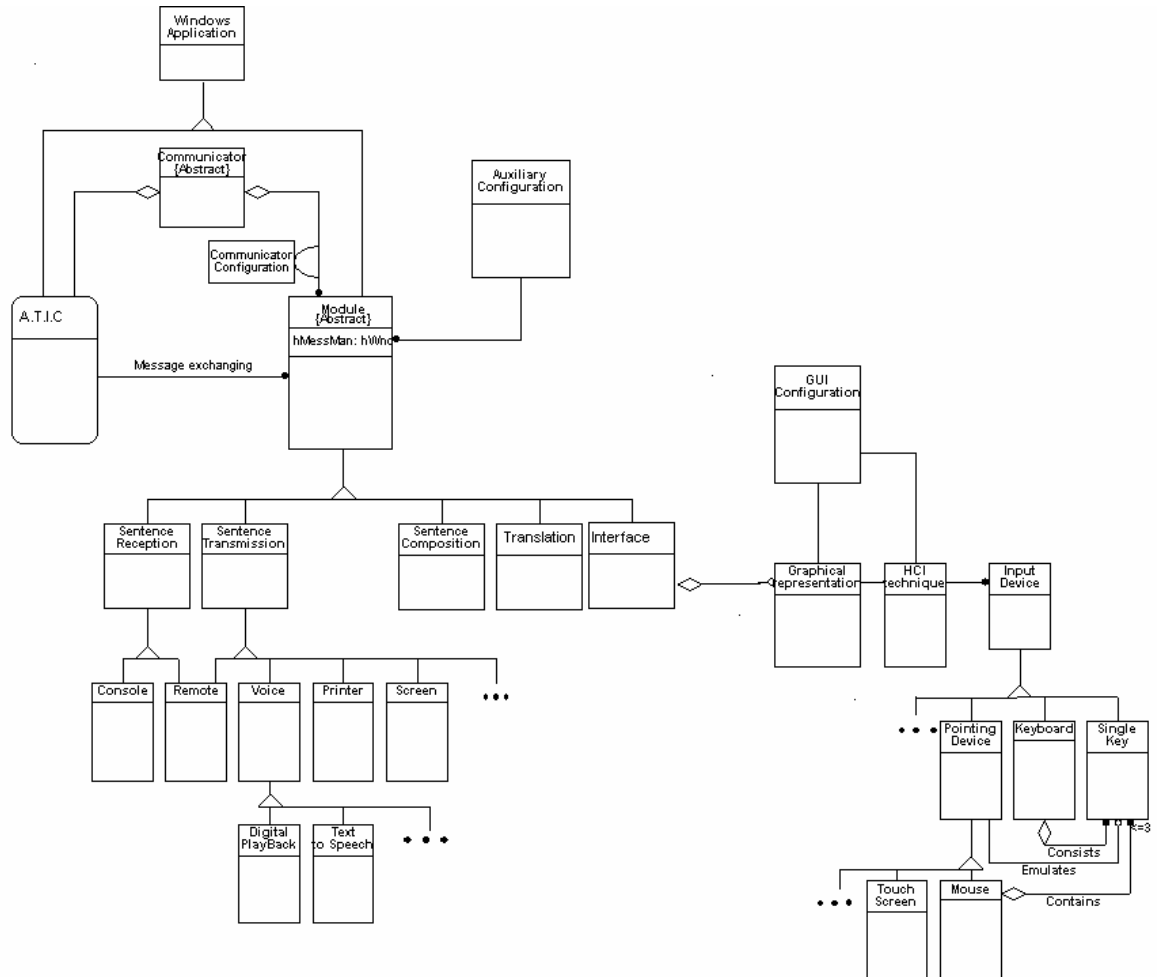 Windows
Application
Communicator
{Abstract}
Auxiliary
Configuration
Communicator
Configuration
A.T.I.C
Module
{Abstract}
hMessMan: hWnd
Message exchanging
GUI
Configuration
Sentence
Reception
Sentence
Transmission
Sentence
Composition
Translation
Interface
Graphical
representation
HCI
technique
Input
Device
Console
Remote
Voice
Printer
Screen
•••
•••
Pointing
Device
Keyboard
Single
Key
Digital
PlayBack
Text
to Speech
•••
<=3
Consists
Emulates
•••
Touch
Screen
Mouse
Contains